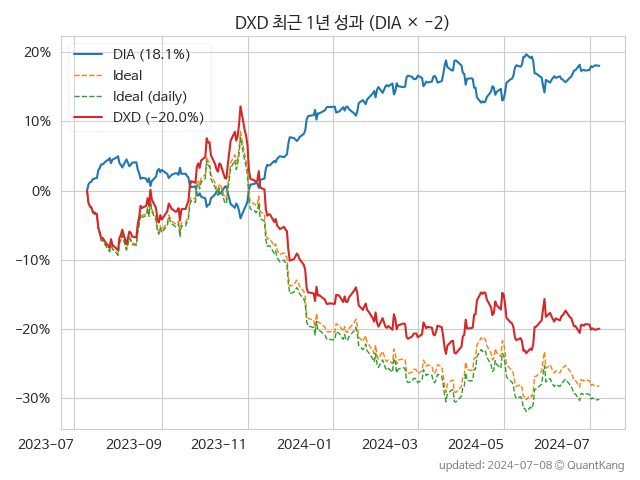 DXD 최근 1년 성과 (DIA × −2)
DIA (18.1%)
Ideal
Ideal (daily)
DXD (−20.0%)
20%
10%
0%
−10%
−20%
−30%
2023-07
2023-09
2023-11
2024-01
2024-03
2024-05
2024-07
updated: 2024-07-08 © QuantKang